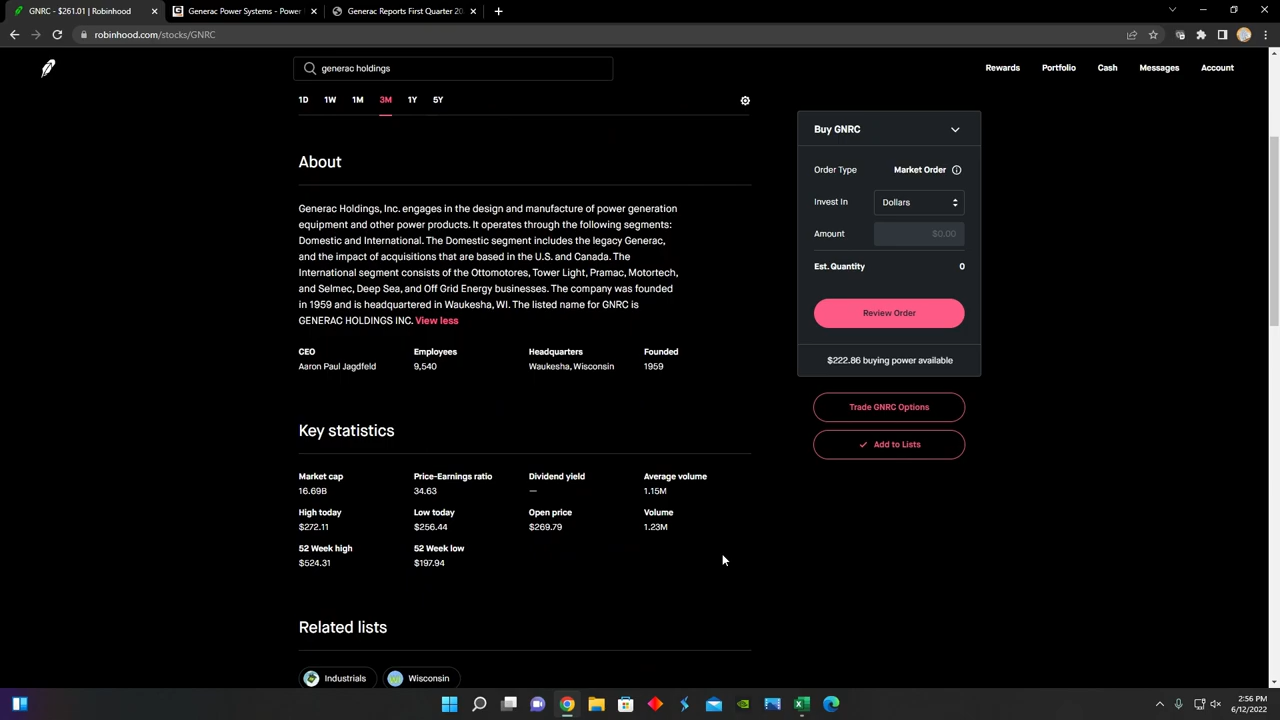 GNRC - $261.01 | Robinhood
Generac Power Systems - Power
Generac Reports First Quarter 20
robinhood.com/stocks/GNRC
generac holdings
Rewards
Portfolio
Cash
Messages
Account
1D 1W 1M 3M 1Y 5Y
About
Generac Holdings, Inc. engages in the design and manufacture of power generation
equipment and other power products. It operates through the following segments:
Domestic and International. The Domestic segment includes the legacy Generac,
and the impact of acquisitions that are based in the U.S. and Canada. The
International segment consists of the Ottomotores, Tower Light, Pramac, Motortech,
and Selmec, Deep Sea, and Off Grid Energy businesses. The company was founded
in 1959 and is headquartered in Waukesha, WI. The listed name for GNRC is
GENERAC HOLDINGS INC. View less
CEO Employees Headquarters Founded
Aaron Paul Jagdfeld 9,540 Waukesha, Wisconsin 1959
Key statistics
Market cap Price-Earnings ratio Dividend yield Average volume
16.69B 34.63 — 1.15M
High today Low today Open price Volume
$272.11 $256.44 $269.79 1.23M
52 Week high 52 Week low
$524.31 $197.94
Related lists
Industrials Wisconsin
Buy GNRC
Order Type Market Order
Invest In Dollars
Amount $0.00
Est. Quantity 0
Review Order
$222.86 buying power available
Trade GNRC Options
Add to Lists
2:56 PM
6/12/2022